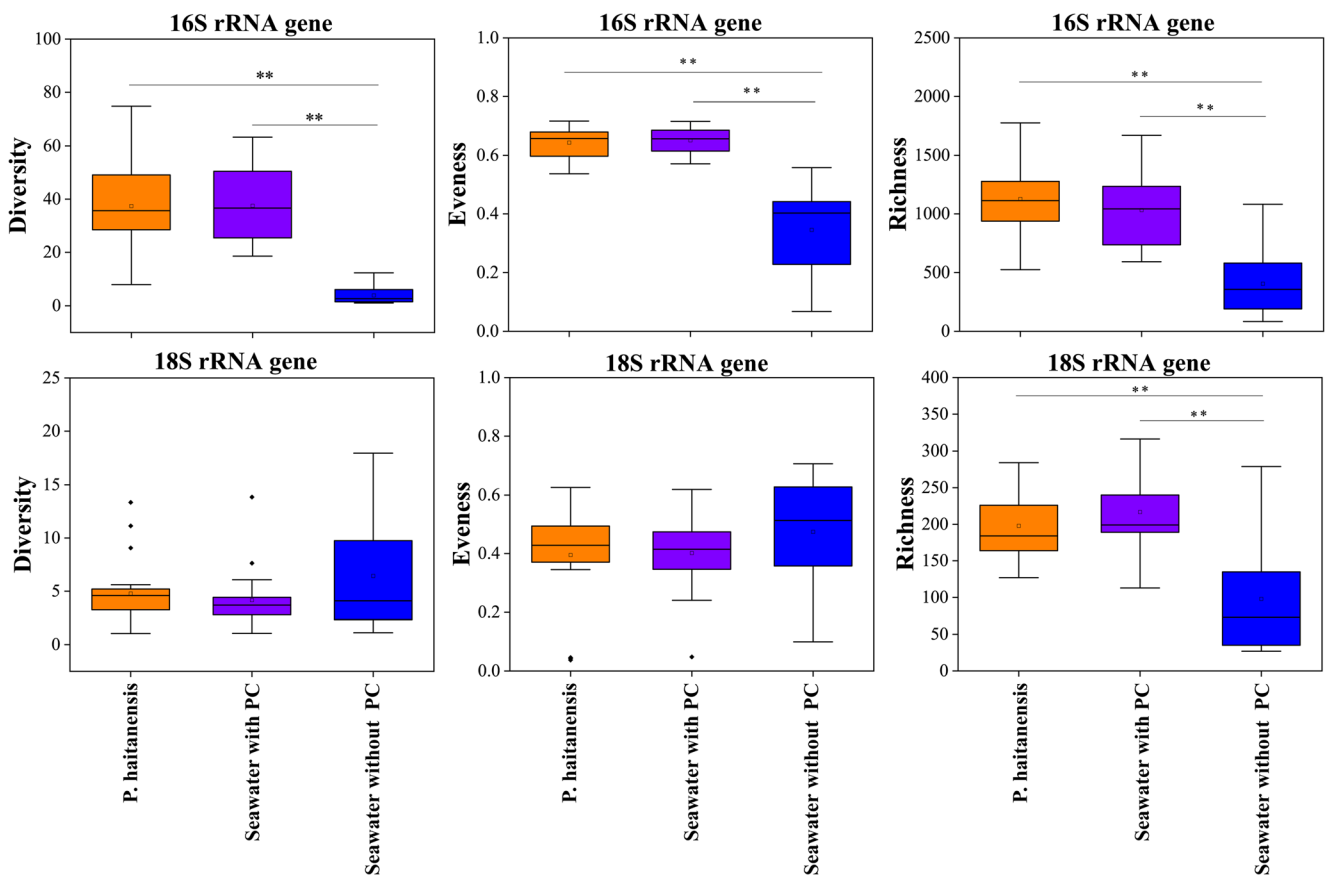 16S rRNA gene
Diversity
100
80
60
40
20
0
**
**
16S rRNA gene
Eveness
1.0
0.8
0.6
0.4
0.2
0.0
**
**
16S rRNA gene
Richness
2500
2000
1500
1000
500
0
**
**
18S rRNA gene
Diversity
25
20
15
10
5
0
18S rRNA gene
Eveness
1.0
0.8
0.6
0.4
0.2
0.0
18S rRNA gene
Richness
400
350
300
250
200
150
100
50
0
**
**
P. haitanensis
Seawater with PC
Seawater without PC
P. haitanensis
Seawater with PC
Seawater without PC
P. haitanensis
Seawater with PC
Seawater without PC